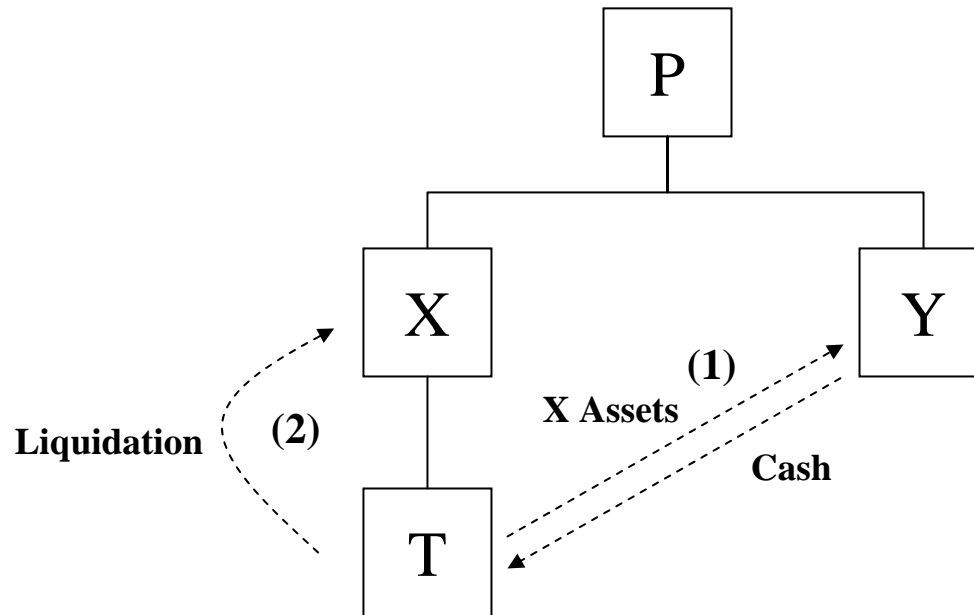 P
X
Y
(1)
X Assets
Liquidation
(2)
Cash
T